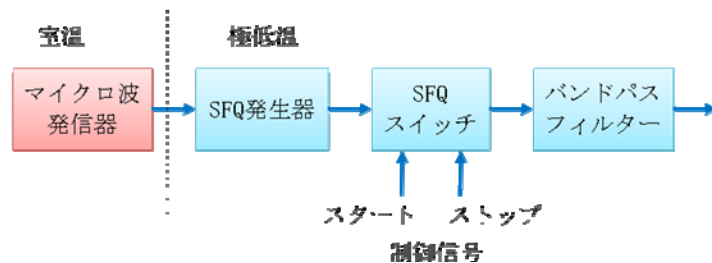 室温
極低温
マイクロ波
発信器
SFQ発生器
SFQ
スイッチ
バンドパス
フィルター
スタート
ストップ
制御信号